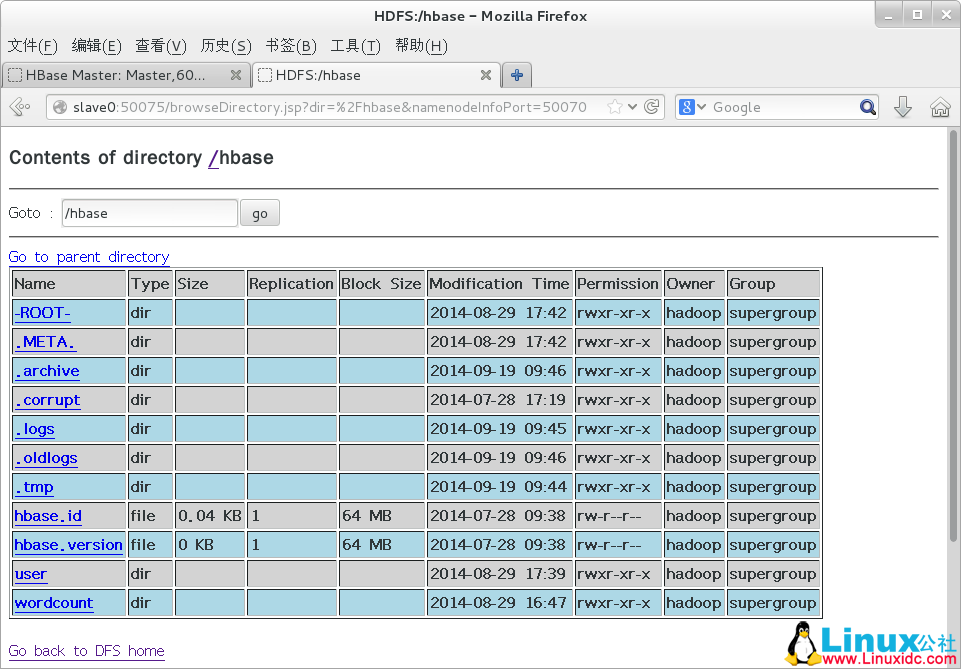 HDFS:/hbase - Mozilla Firefox
文件(F) 编辑(E) 查看(V) 历史(S) 书签(B) 工具(T) 帮助(H)
HBase Master: Master,60... HDFS:/hbase
slave0:50075/browseDirectory.jsp?dir=%2Fhbase&namenodeInfoPort=50070 8 Google
Contents of directory /hbase
Goto : /hbase go
Go to parent directory
Name Type Size Replication Block Size Modification Time Permission Owner Group
-ROOT- dir 2014-08-29 17:42 rwxr-xr-x hadoop supergroup
.META. dir 2014-08-29 17:42 rwxr-xr-x hadoop supergroup
.archive dir 2014-09-19 09:46 rwxr-xr-x hadoop supergroup
.corrupt dir 2014-07-28 17:19 rwxr-xr-x hadoop supergroup
.logs dir 2014-09-19 09:45 rwxr-xr-x hadoop supergroup
.oldlogs dir 2014-09-19 09:46 rwxr-xr-x hadoop supergroup
.tmp dir 2014-09-19 09:44 rwxr-xr-x hadoop supergroup
hbase.id file 0.04 KB 1 64 MB 2014-07-28 09:38 rw-r--r-- hadoop supergroup
hbase.version file 0 KB 1 64 MB 2014-07-28 09:38 rw-r--r-- hadoop supergroup
user dir 2014-08-29 17:39 rwxr-xr-x hadoop supergroup
wordcount dir 2014-08-29 16:47 rwxr-xr-x hadoop supergroup
Go back to DFS home
Linux公社
www.Linuxidc.com